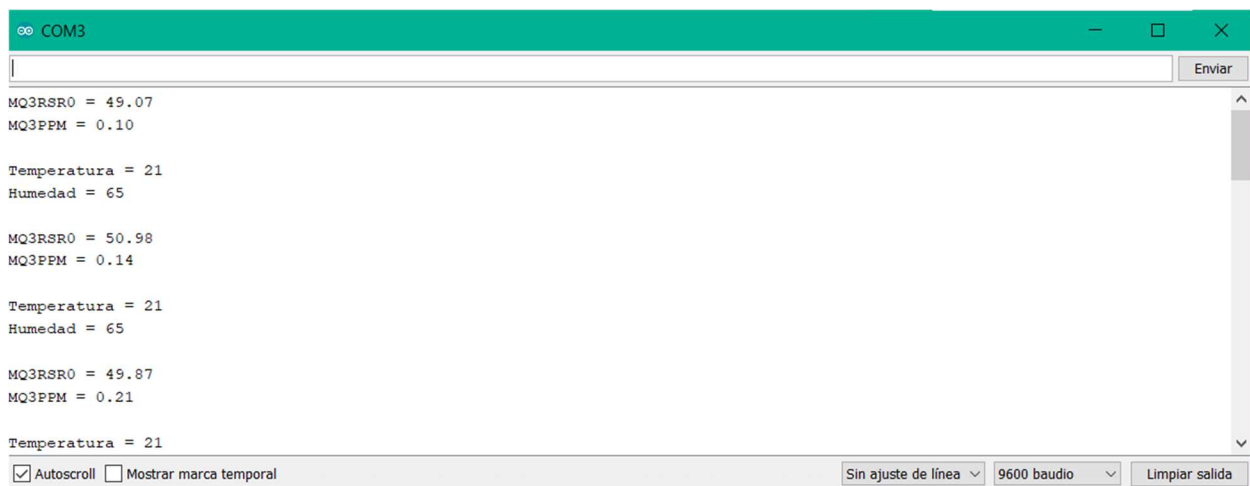 COM3
Enviar
MQ3RSR0 = 49.07
MQ3PPM = 0.10
Temperatura = 21
Humedad = 65
MQ3RSR0 = 50.98
MQ3PPM = 0.14
Temperatura = 21
Humedad = 65
MQ3RSR0 = 49.87
MQ3PPM = 0.21
Temperatura = 21
Autoscroll Mostrar marca temporal Sin ajuste de línea 9600 baudio Limpiar salida